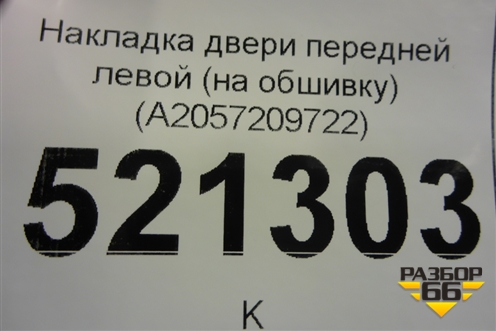 Накладка двери передней
левой (на обшивку)
(A2057209722)
521303
К
РАЗБОР
66